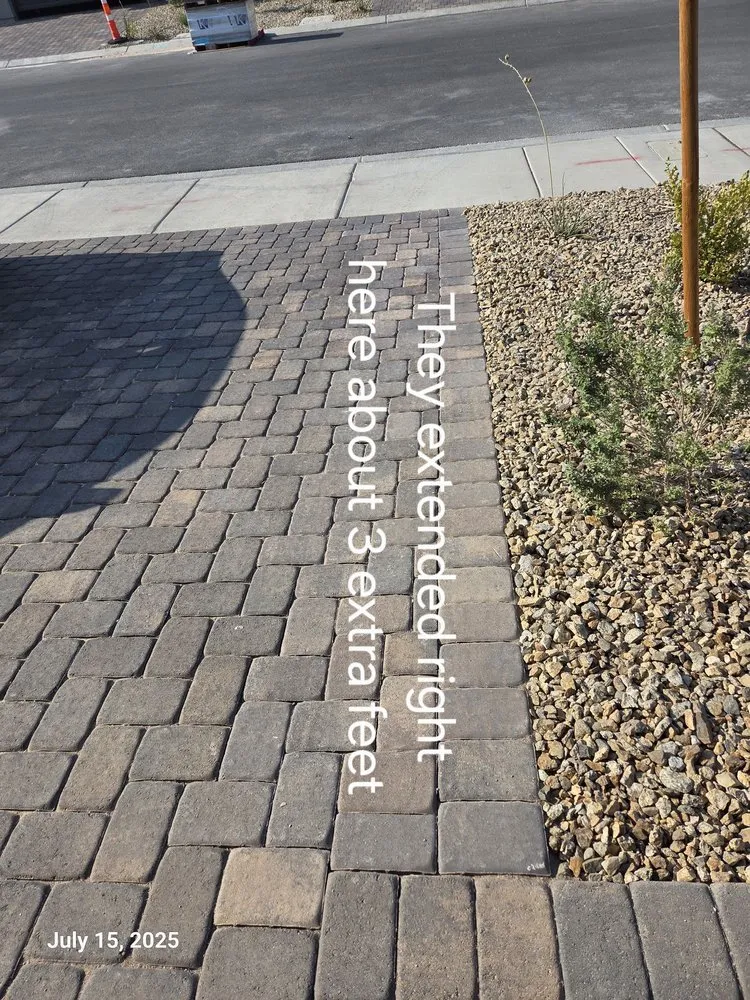 They extended right
here about 3 extra feet
July 15, 2025